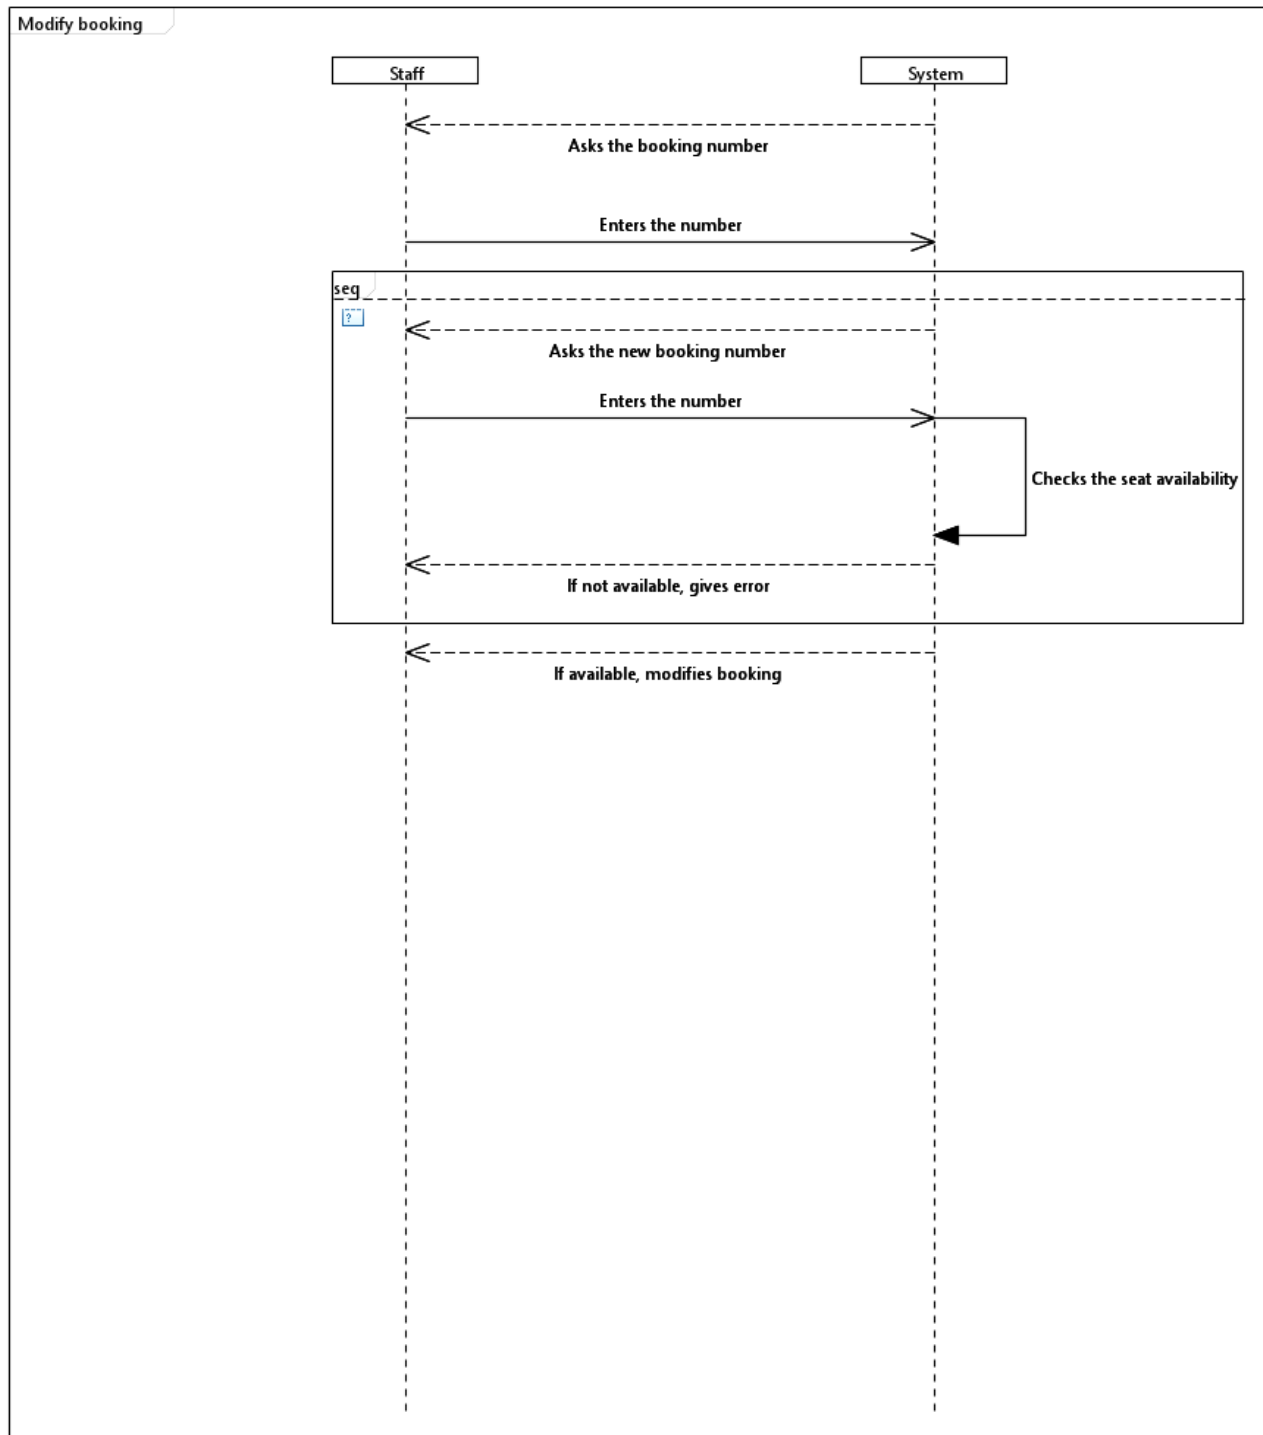 Modify booking
Staff
System
Asks the booking number
Enters the number
seq
?
Asks the new booking number
Enters the number
Checks the seat availability
If not available, gives error
If available, modifies booking